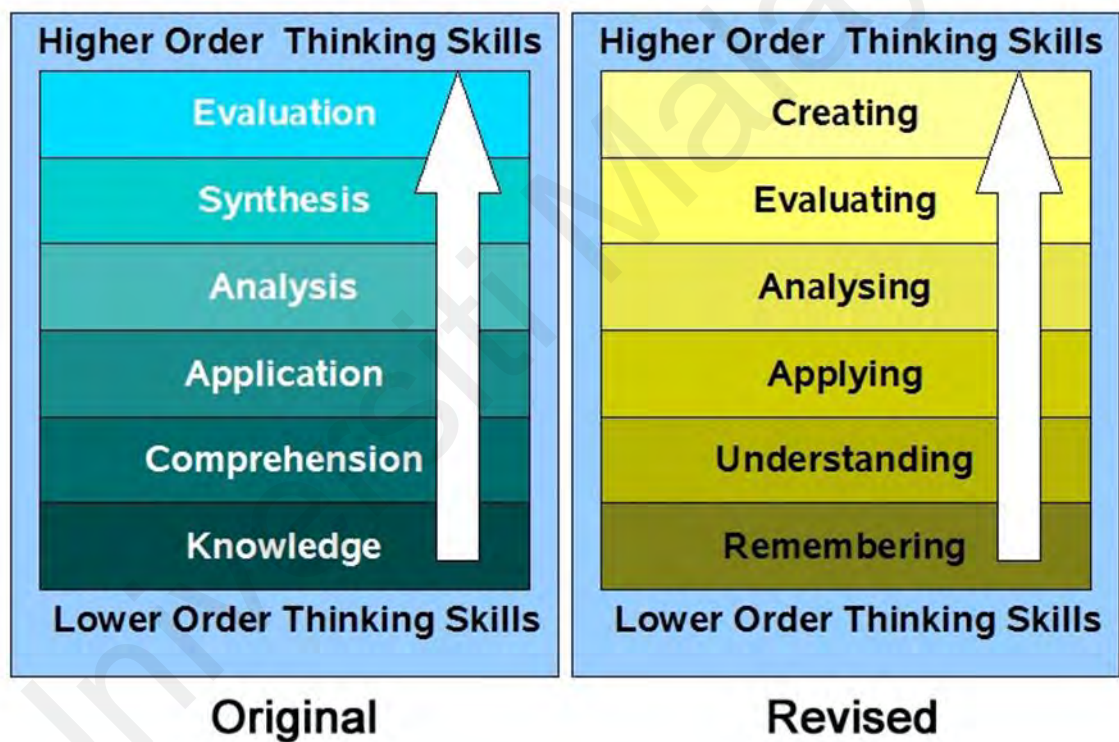 Higher Order Thinking Skills
Evaluation
Synthesis
Analysis
Application
Comprehension
Knowledge
Lower Order Thinking Skills
Original
Higher Order Thinking Skills
Creating
Evaluating
Analysing
Applying
Understanding
Remembering
Lower Order Thinking Skills
Revised